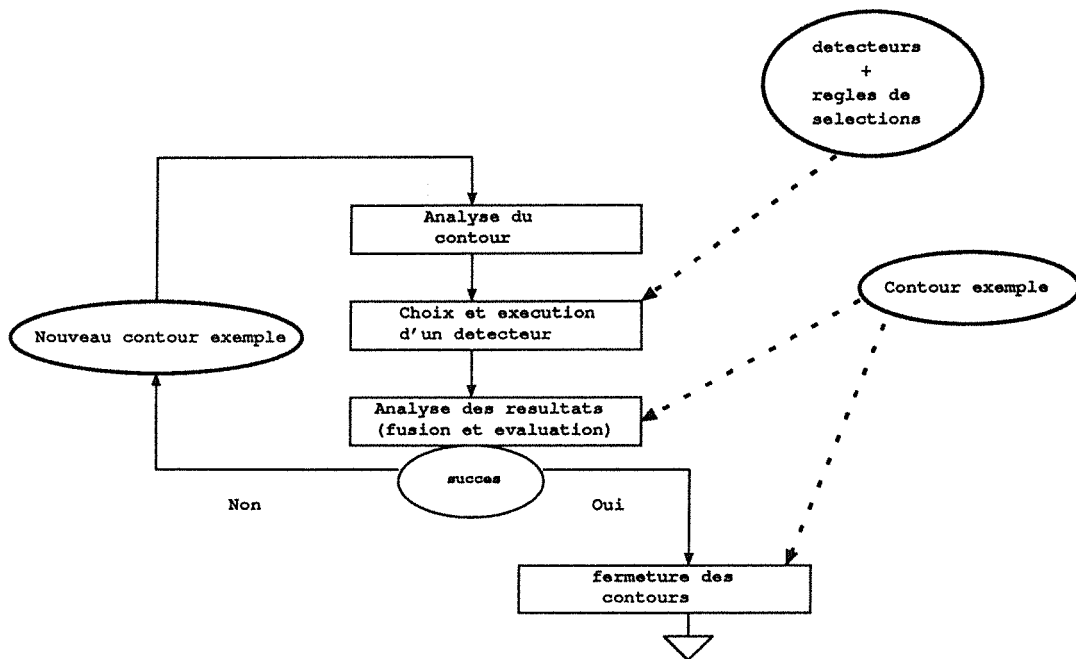 detecteurs
+
regles de
selections
Analyse du
contour
Choix et execution
d'un detecteur
Contour exemple
Nouveau contour exemple
Analyse des resultats
(fusion et evaluation)
succes
Non
Oui
fermeture des
contours